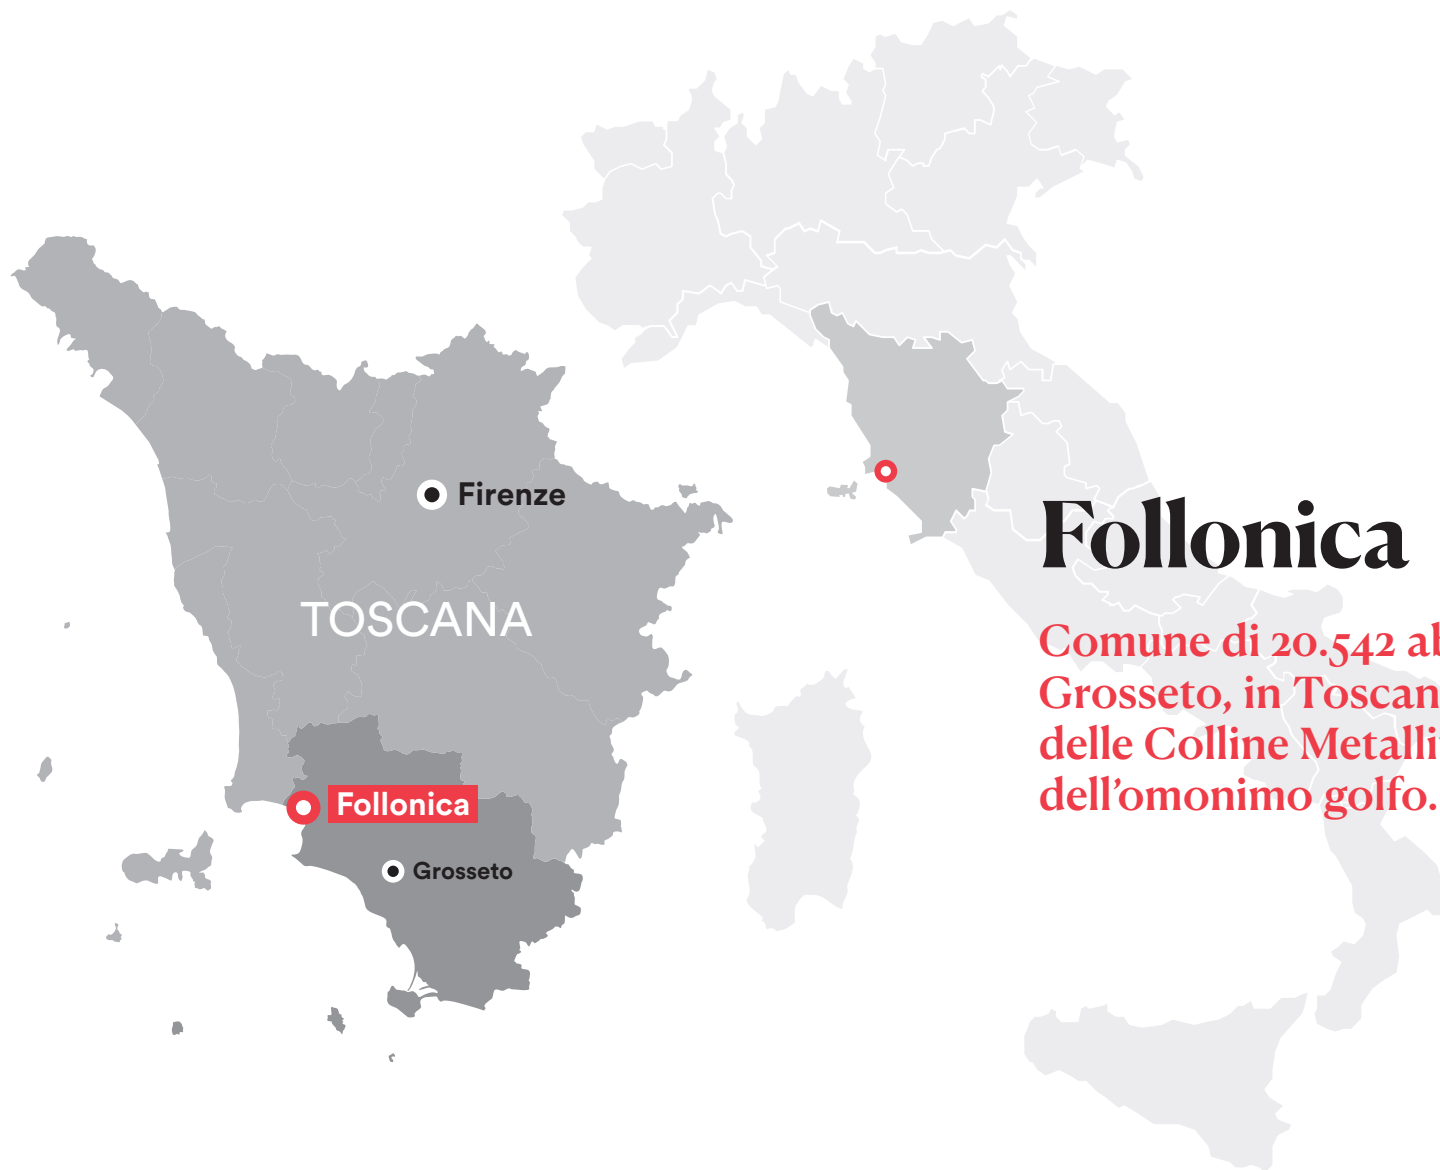 Firenze
TOSCANA
Follonica
Grosseto
Follonica
Comune di 20.542
Grosseto, in
delle Colline
dell’omonimo golfo.